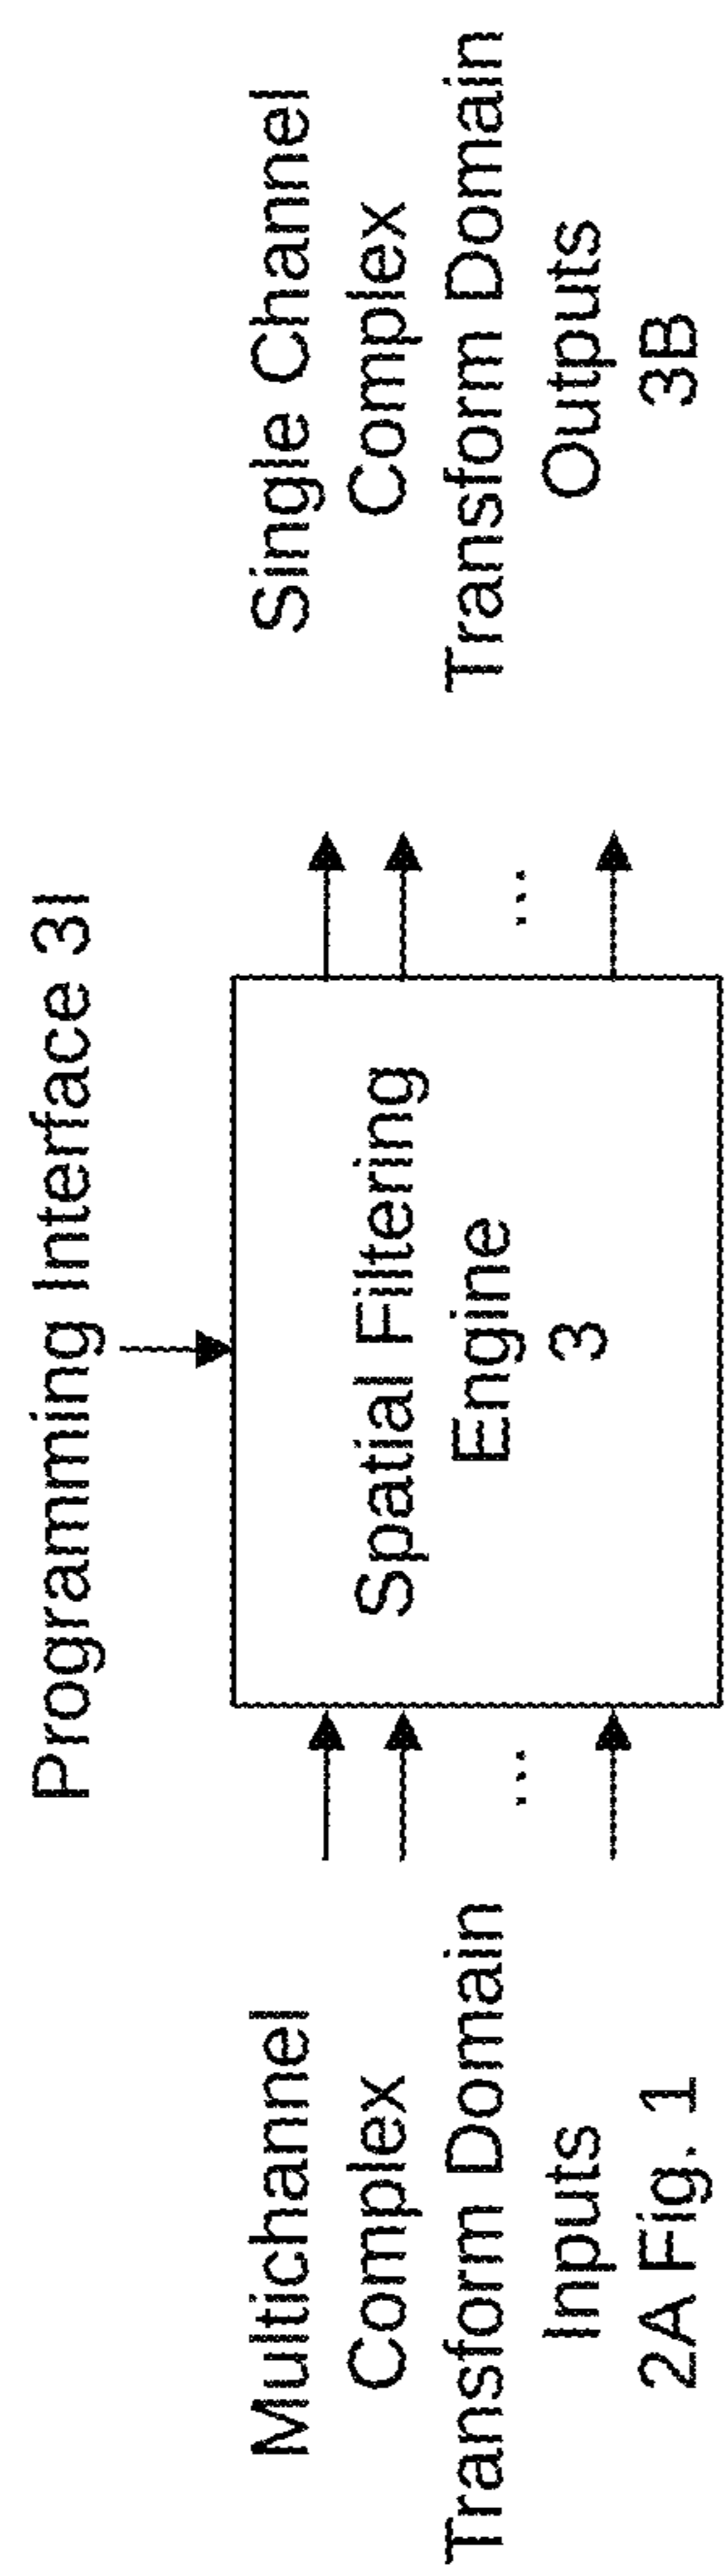 Programming Interface 3I
Multichannel
Complex
Transform Domain
Inputs
2A Fig. 1
...
Spatial Filtering
Engine
3
...
Single Channel
Complex
Transform Domain
Outputs
3B